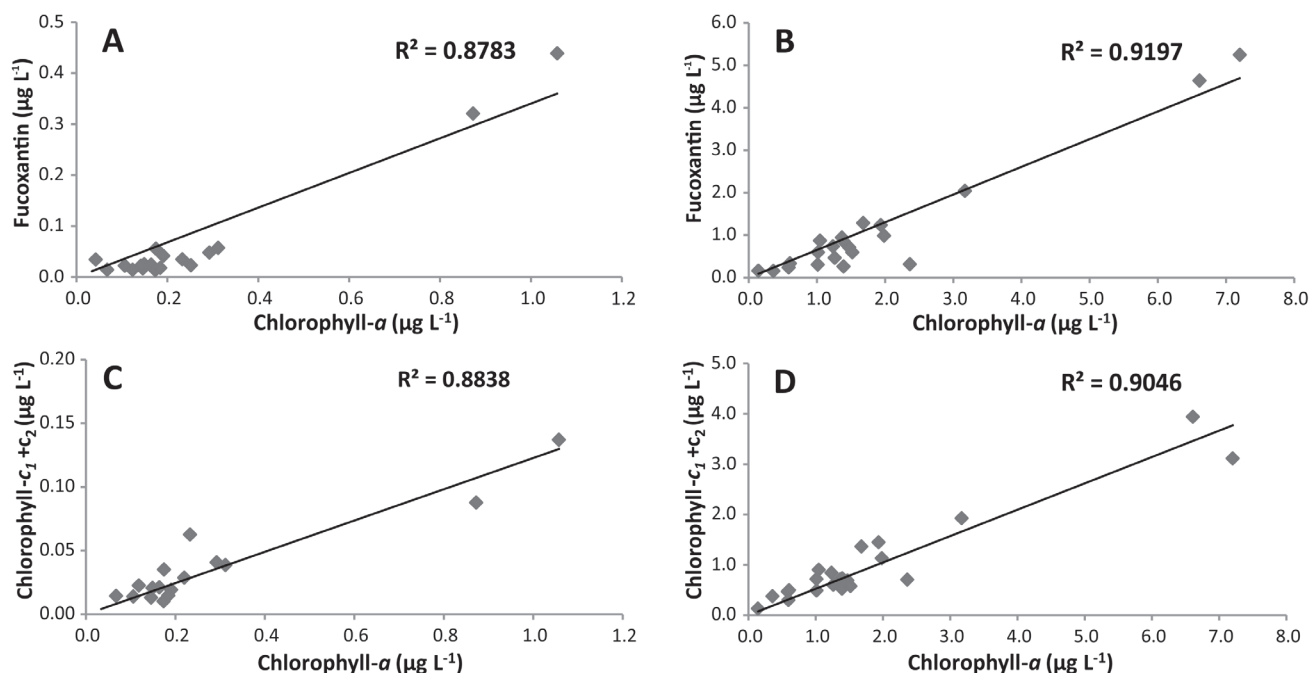 A
R² = 0.8783
Fucoxantin (µg L⁻¹)
0.5
0.4
0.3
0.2
0.1
0.0
0.0 0.2 0.4 0.6 0.8 1.0 1.2
Chlorophyll-a (µg L⁻¹)
B
R² = 0.9197
Fucoxantin (µg L⁻¹)
6.0
5.0
4.0
3.0
2.0
1.0
0.0
0.0 1.0 2.0 3.0 4.0 5.0 6.0 7.0 8.0
Chlorophyll-a (µg L⁻¹)
C
R² = 0.8838
Chlorophyll-c₁ +c₂ (µg L⁻¹)
0.20
0.15
0.10
0.05
0.00
0.0 0.2 0.4 0.6 0.8 1.0 1.2
Chlorophyll-a (µg L⁻¹)
D
R² = 0.9046
Chlorophyll-c₁ +c₂ (µg L⁻¹)
5.0
4.0
3.0
2.0
1.0
0.0
0.0 1.0 2.0 3.0 4.0 5.0 6.0 7.0 8.0
Chlorophyll-a (µg L⁻¹)